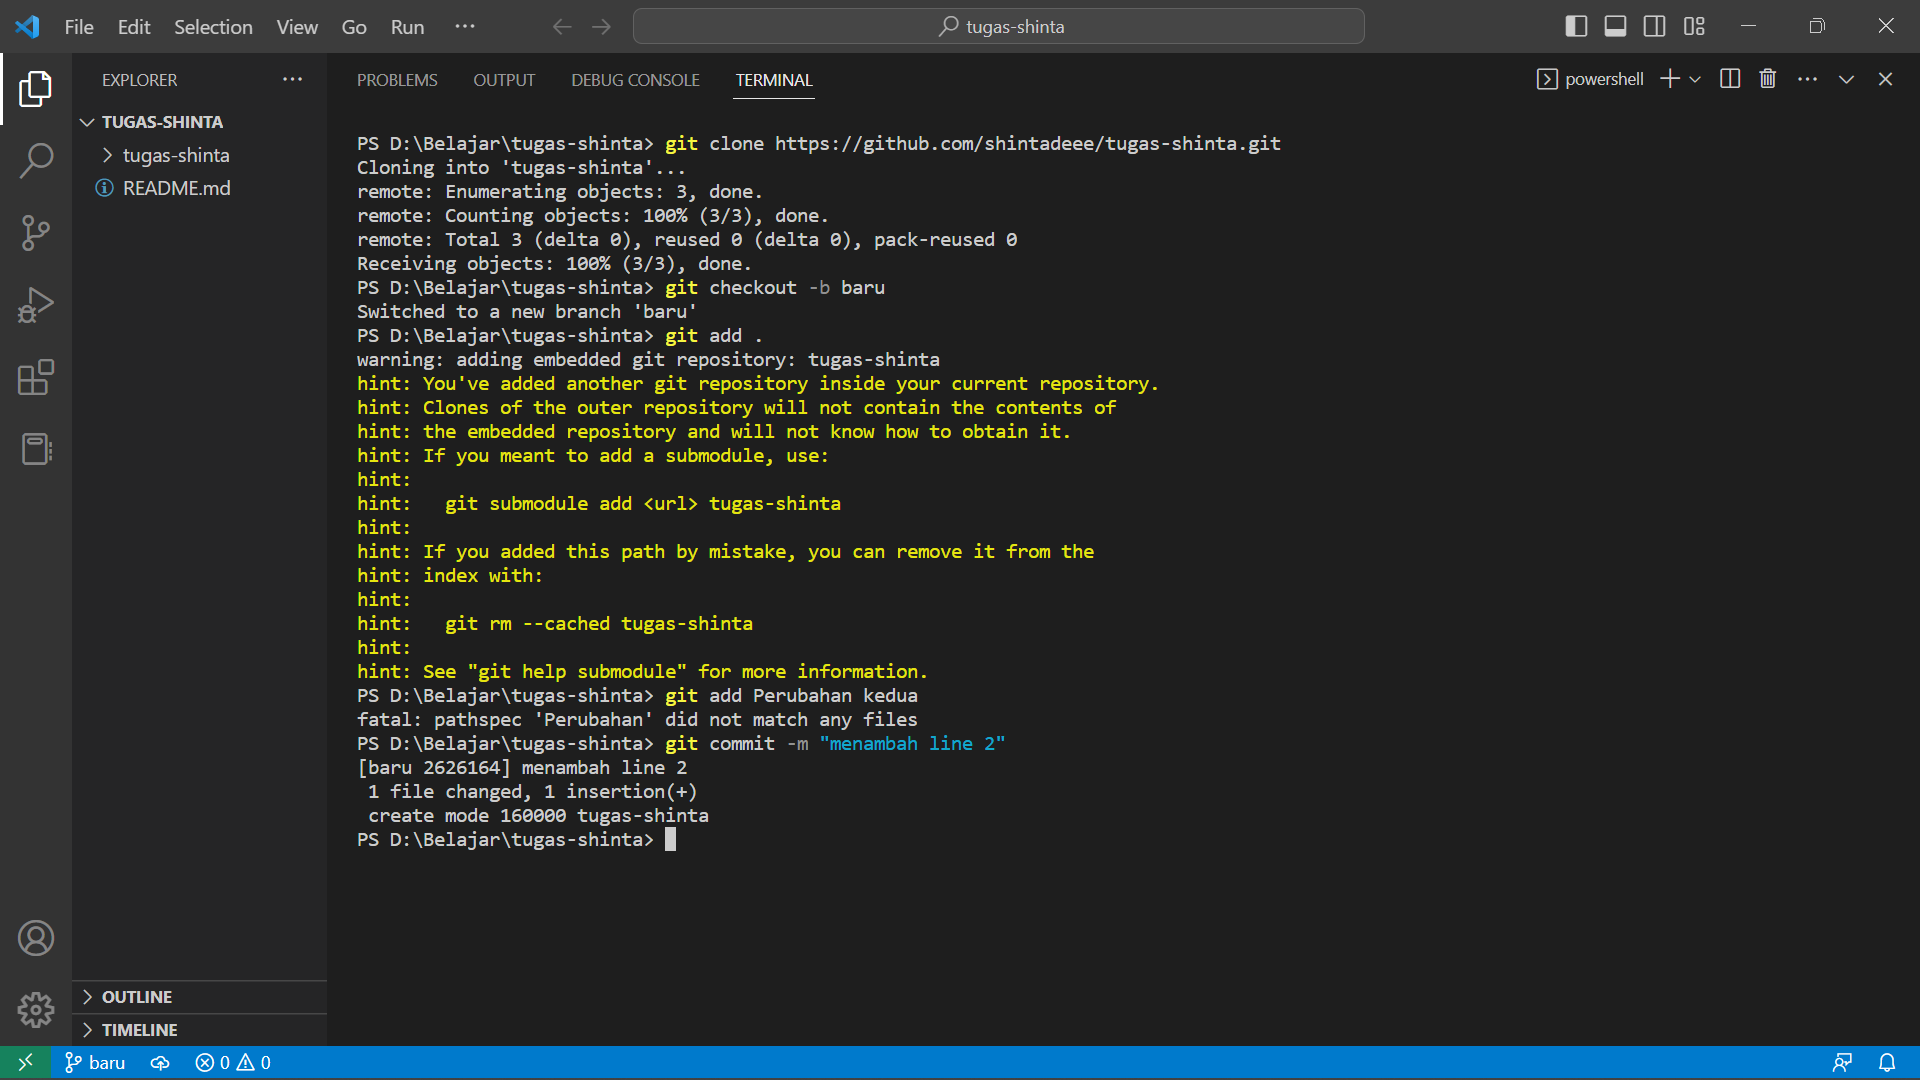 File Edit Selection View Go Run ···
tugas-shinta
EXPLORER
TUGAS-SHINTA
tugas-shinta
README.md
OUTLINE
TIMELINE
PROBLEMS OUTPUT DEBUG CONSOLE TERMINAL
powershell
PS D:\Belajar\tugas-shinta> git clone https://github.com/shintadeee/tugas-shinta.git
Cloning into 'tugas-shinta'...
remote: Enumerating objects: 3, done.
remote: Counting objects: 100% (3/3), done.
remote: Total 3 (delta 0), reused 0 (delta 0), pack-reused 0
Receiving objects: 100% (3/3), done.
PS D:\Belajar\tugas-shinta> git checkout -b baru
Switched to a new branch 'baru'
PS D:\Belajar\tugas-shinta> git add .
warning: adding embedded git repository: tugas-shinta
hint: You've added another git repository inside your current repository.
hint: Clones of the outer repository will not contain the contents of
hint: the embedded repository and will not know how to obtain it.
hint: If you meant to add a submodule, use:
hint:
hint:   git submodule add <url> tugas-shinta
hint:
hint: If you added this path by mistake, you can remove it from the
hint: index with:
hint:
hint:   git rm --cached tugas-shinta
hint:
hint: See "git help submodule" for more information.
PS D:\Belajar\tugas-shinta> git add Perubahan kedua
fatal: pathspec 'Perubahan' did not match any files
PS D:\Belajar\tugas-shinta> git commit -m "menambah line 2"
[baru 2626164] menambah line 2
 1 file changed, 1 insertion(+)
 create mode 160000 tugas-shinta
PS D:\Belajar\tugas-shinta>
baru 0 0